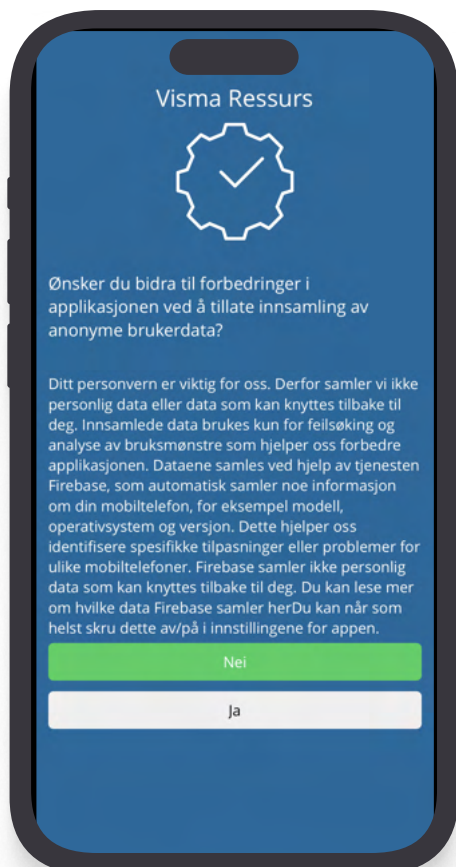 Visma Ressurs
Ønsker du bidra til forbedringer i
applikasjonen ved å tillate innsamling av
anonyme brukerdata?
Ditt personvern er viktig for oss. Derfor samler vi ikke
personlig data eller data som kan knyttes tilbake til
deg. Innsamlede data brukes kun for feilsøking og
analyse av bruksmønstre som hjelper oss forbedre
applikasjonen. Dataene samles ved hjelp av tjenesten
Firebase, som automatisk samler noe informasjon
om din mobiltelefon, for eksempel modell,
operativsystem og versjon. Dette hjelper oss
identifisere spesifikke tilpasninger eller problemer for
ulike mobiltelefoner. Firebase samler ikke personlig
data som kan knyttes tilbake til deg. Du kan lese mer
om hvilke data Firebase samler herDu kan når som
helst skru dette av/på i innstillingene for appen.
Nei
Ja